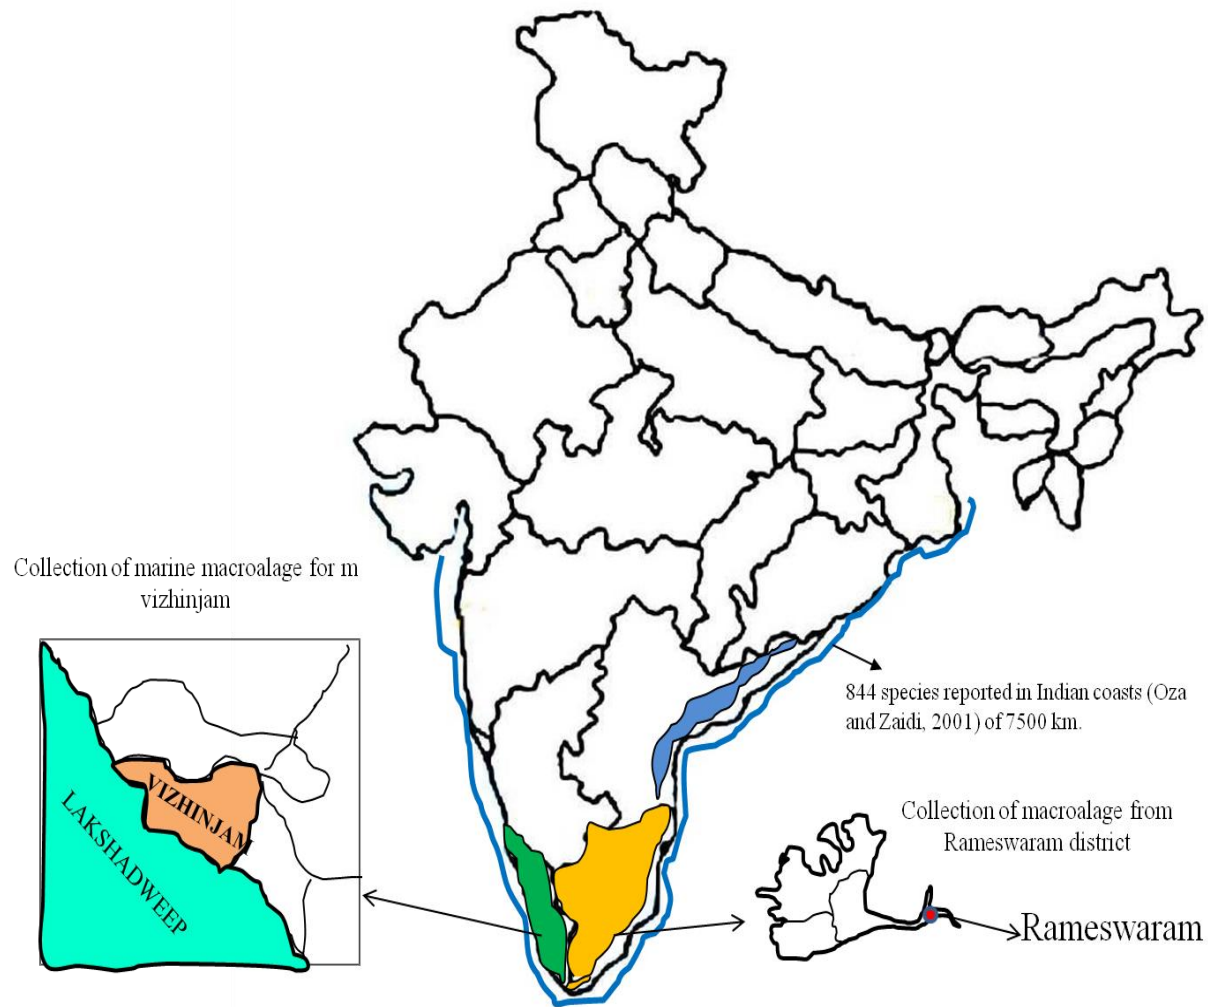 Collection of marine macroalage for m
vizhinjam
VIZHINJAM
LAKSHADWEEP
844 species reported in Indian coasts (Oza
and Zaidi, 2001) of 7500 km.
Collection of macroalage from
Rameswaram district
Rameswaram